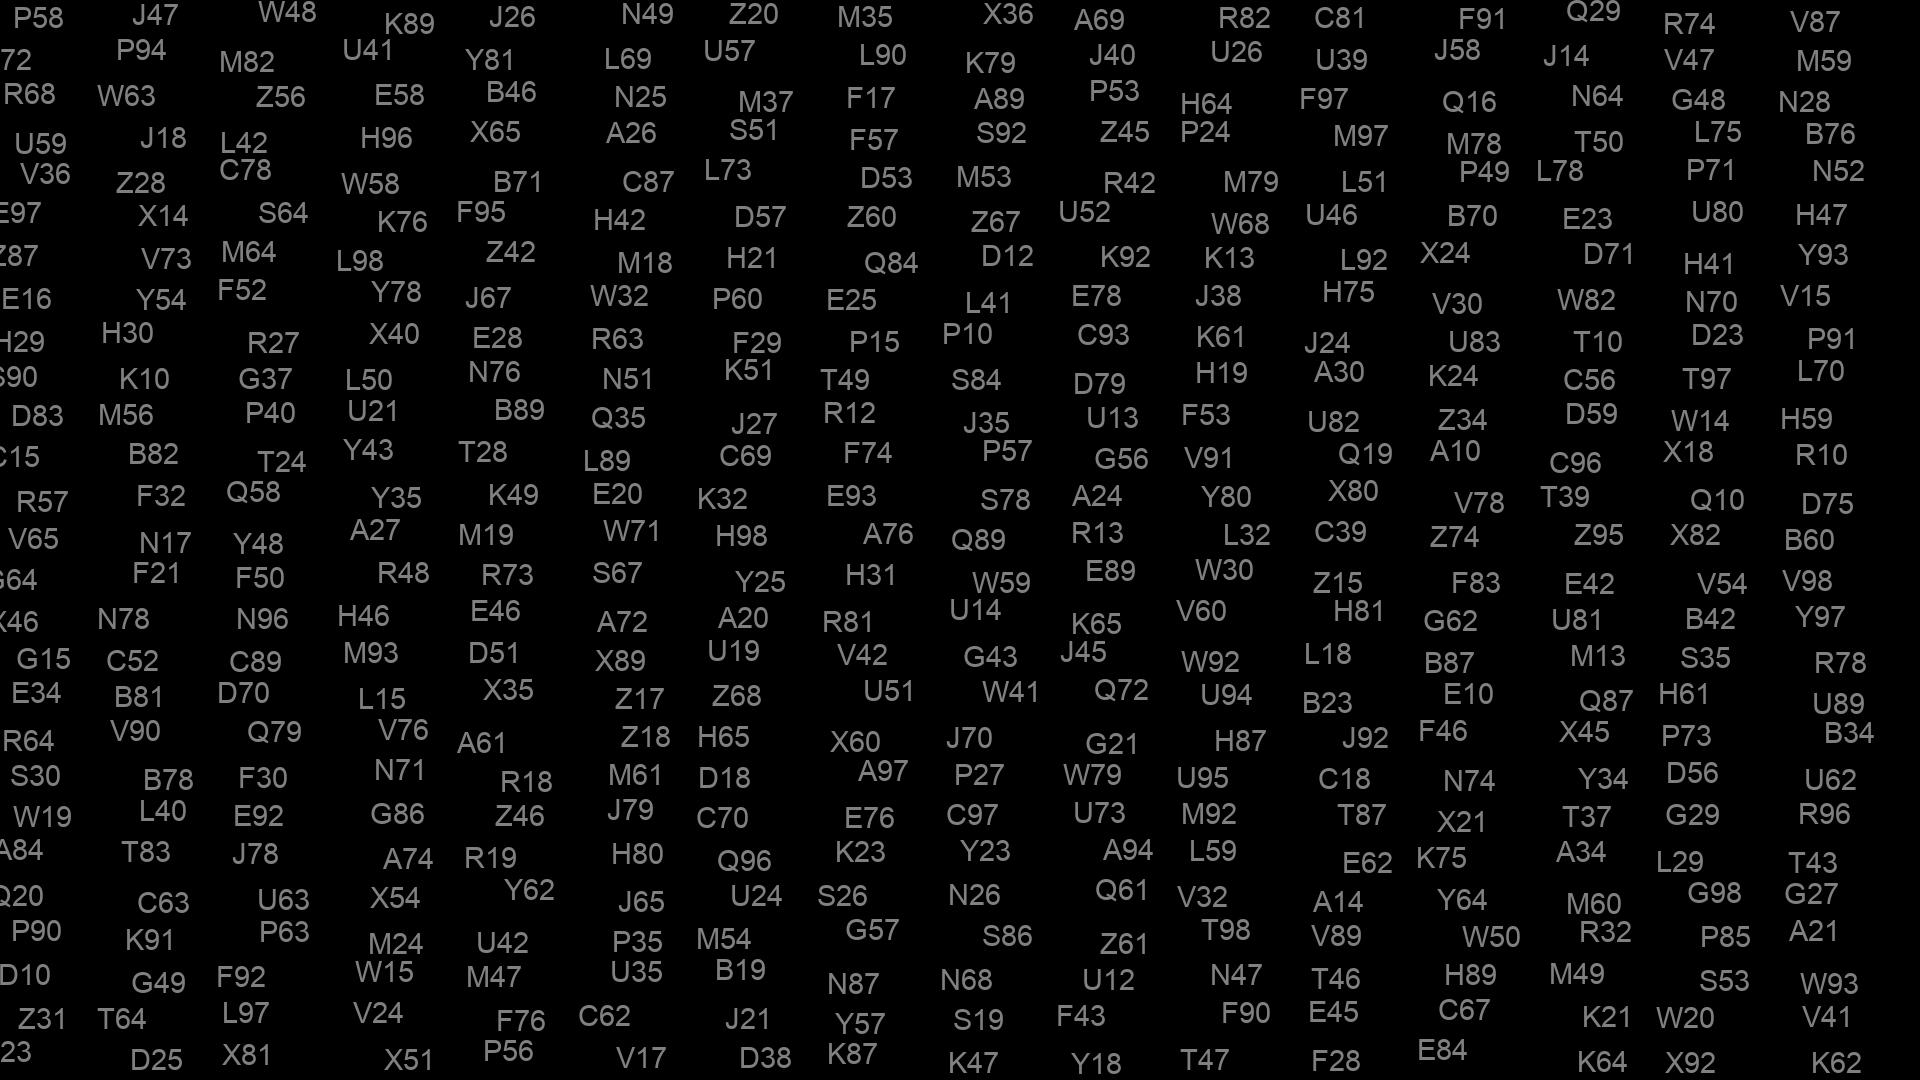 P58 J47 W48 K89 J26 N49 Z20 M35 X36 A69 R82 C81 F91 Q29 R74 V87
72 P94 M82 U41 Y81 L69 U57 L90 K79 J40 U26 U39 J58 J14 V47 M59
R68 W63 Z56 E58 B46 N25 M37 F17 A89 P53 H64 F97 Q16 N64 G48 N28
U59 J18 L42 H96 X65 A26 S51 F57 S92 Z45 P24 M97 M78 T50 L75 B76
V36 Z28 C78 W58 B71 C87 L73 D53 M53 R42 M79 L51 P49 L78 P71 N52
E97 X14 S64 K76 F95 H42 D57 Z60 Z67 U52 W68 U46 B70 E23 U80 H47
Z87 V73 M64 L98 Z42 M18 H21 Q84 D12 K92 K13 L92 X24 D71 H41 Y93
E16 Y54 F52 Y78 J67 W32 P60 E25 L41 E78 J38 H75 V30 W82 N70 V15
H29 H30 R27 X40 E28 R63 F29 P15 P10 C93 K61 J24 U83 T10 D23 P91
S90 K10 G37 L50 N76 N51 K51 T49 S84 D79 H19 A30 K24 C56 T97 L70
D83 M56 P40 U21 B89 Q35 J27 R12 J35 U13 F53 U82 Z34 D59 W14 H59
C15 B82 T24 Y43 T28 L89 C69 F74 P57 G56 V91 Q19 A10 C96 X18 R10
R57 F32 Q58 Y35 K49 E20 K32 E93 S78 A24 Y80 X80 V78 T39 Q10 D75
V65 N17 Y48 A27 M19 W71 H98 A76 Q89 R13 L32 C39 Z74 Z95 X82 B60
G64 F21 F50 R48 R73 S67 Y25 H31 W59 E89 W30 Z15 F83 E42 V54 V98
X46 N78 N96 H46 E46 A72 A20 R81 U14 K65 V60 H81 G62 U81 B42 Y97
G15 C52 C89 M93 D51 X89 U19 V42 G43 J45 W92 L18 B87 M13 S35 R78
E34 B81 D70 L15 X35 Z17 Z68 U51 W41 Q72 U94 B23 E10 Q87 H61 U89
R64 V90 Q79 V76 A61 Z18 H65 X60 J70 G21 H87 J92 F46 X45 P73 B34
S30 B78 F30 N71 R18 M61 D18 A97 P27 W79 U95 C18 N74 Y34 D56 U62
W19 L40 E92 G86 Z46 J79 C70 E76 C97 U73 M92 T87 X21 T37 G29 R96
A84 T83 J78 A74 R19 H80 Q96 K23 Y23 A94 L59 E62 K75 A34 L29 T43
Q20 C63 U63 X54 Y62 J65 U24 S26 N26 Q61 V32 A14 Y64 M60 G98 G27
P90 K91 P63 M24 U42 P35 M54 G57 S86 Z61 T98 V89 W50 R32 P85 A21
D10 G49 F92 W15 M47 U35 B19 N87 N68 U12 N47 T46 H89 M49 S53 W93
Z31 T64 L97 V24 F76 C62 J21 Y57 S19 F43 F90 E45 C67 K21 W20 V41
23 D25 X81 X51 P56 V17 D38 K87 K47 Y18 T47 F28 E84 K64 X92 K62